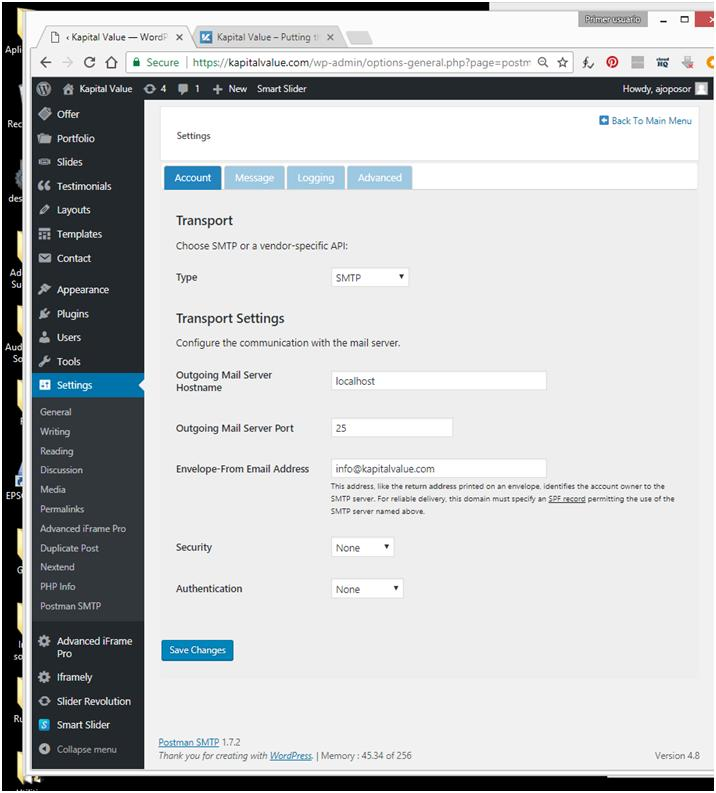 Primer usuario
‹ Kapital Value — WordP
Kapital Value – Putting th
Secure https://kapitalvalue.com/wp-admin/options-general.php?page=postm
Kapital Value 4 1 New Smart Slider Howdy, ajoposor
Offer
Portfolio
Slides
Testimonials
Layouts
Templates
Contact
Appearance
Plugins
Users
Tools
Settings
General
Writing
Reading
Discussion
Media
Permalinks
Advanced iFrame Pro
Duplicate Post
Nextend
PHP Info
Postman SMTP
Advanced iFrame
Pro
Iframely
Slider Revolution
Smart Slider
Collapse menu
Back To Main Menu
Settings
Account Message Logging Advanced
Transport
Choose SMTP or a vendor-specific API:
Type SMTP
Transport Settings
Configure the communication with the mail server.
Outgoing Mail Server
Hostname
localhost
Outgoing Mail Server Port 25
Envelope-From Email Address info@kapitalvalue.com
This address, like the return address printed on an envelope, identifies the account owner to the
SMTP server. For reliable delivery, this domain must specify an SPF record permitting the use of the
SMTP server named above.
Security None
Authentication None
Save Changes
Postman SMTP 1.7.2
Thank you for creating with WordPress. | Memory : 45.34 of 256
Version 4.8